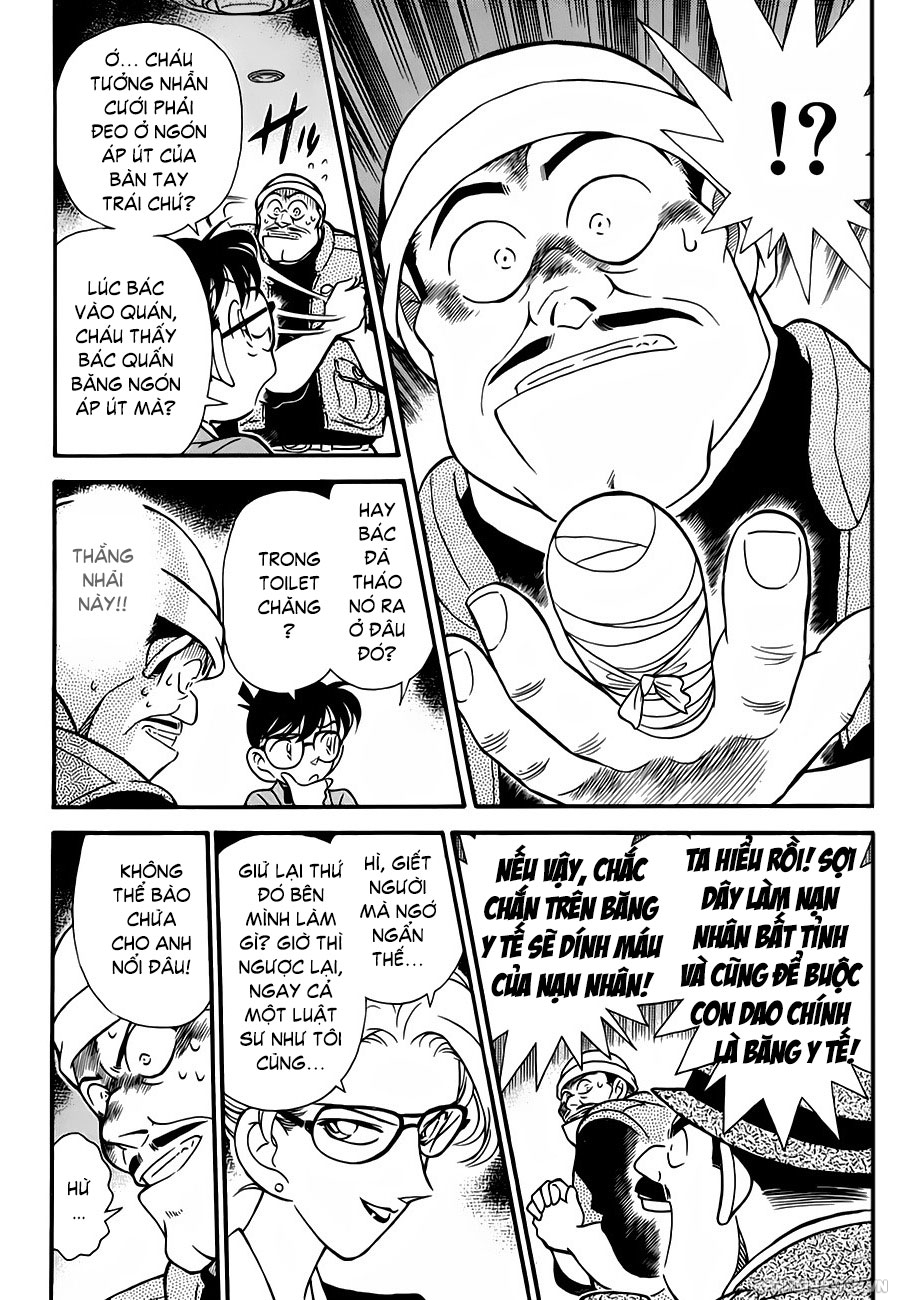 !?
Ở... CHÁU
TƯỞNG NHẪN
CƯỚI PHẢI
ĐEO Ở NGÓN
ÁP ÚT CỦA
BÀN TAY
TRÁI CHỨ?
LÚC BÁC
VÀO QUÁN,
CHÁU THẤY
BÁC QUẤN
BĂNG NGÓN
ÁP ÚT MÀ?
HAY
BÁC
ĐÃ
THÁO
NÓ RA
Ở ĐÂU
ĐÓ?
TRONG
TOILET
CHĂNG
?
THẰNG
NHÃI
NÀY!!
TA HIỂU RỒI! SỢI
DÂY LÀM NẠN
NHÂN BẤT TỈNH
VÀ CŨNG ĐỂ BUỘC
CON DAO CHÍNH
LÀ BĂNG Y TẾ!
NẾU VẬY, CHẮC
CHẮN TRÊN BĂNG
Y TẾ SẼ DÍNH MÁU
CỦA NẠN NHÂN!
HÌ, GIẾT
NGƯỜI
MÀ NGỚ
NGẨN
THẾ...
GIỮ LẠI THỨ
ĐÓ BÊN
MÌNH LÀM
GÌ? GIỜ THÌ
NGƯỢC LẠI,
NGAY CẢ
MỘT LUẬT
SƯ NHƯ TÔI
CŨNG...
KHÔNG
THỂ BÀO
CHỮA
CHO ANH
NỔI ĐÂU!
HỪ
...